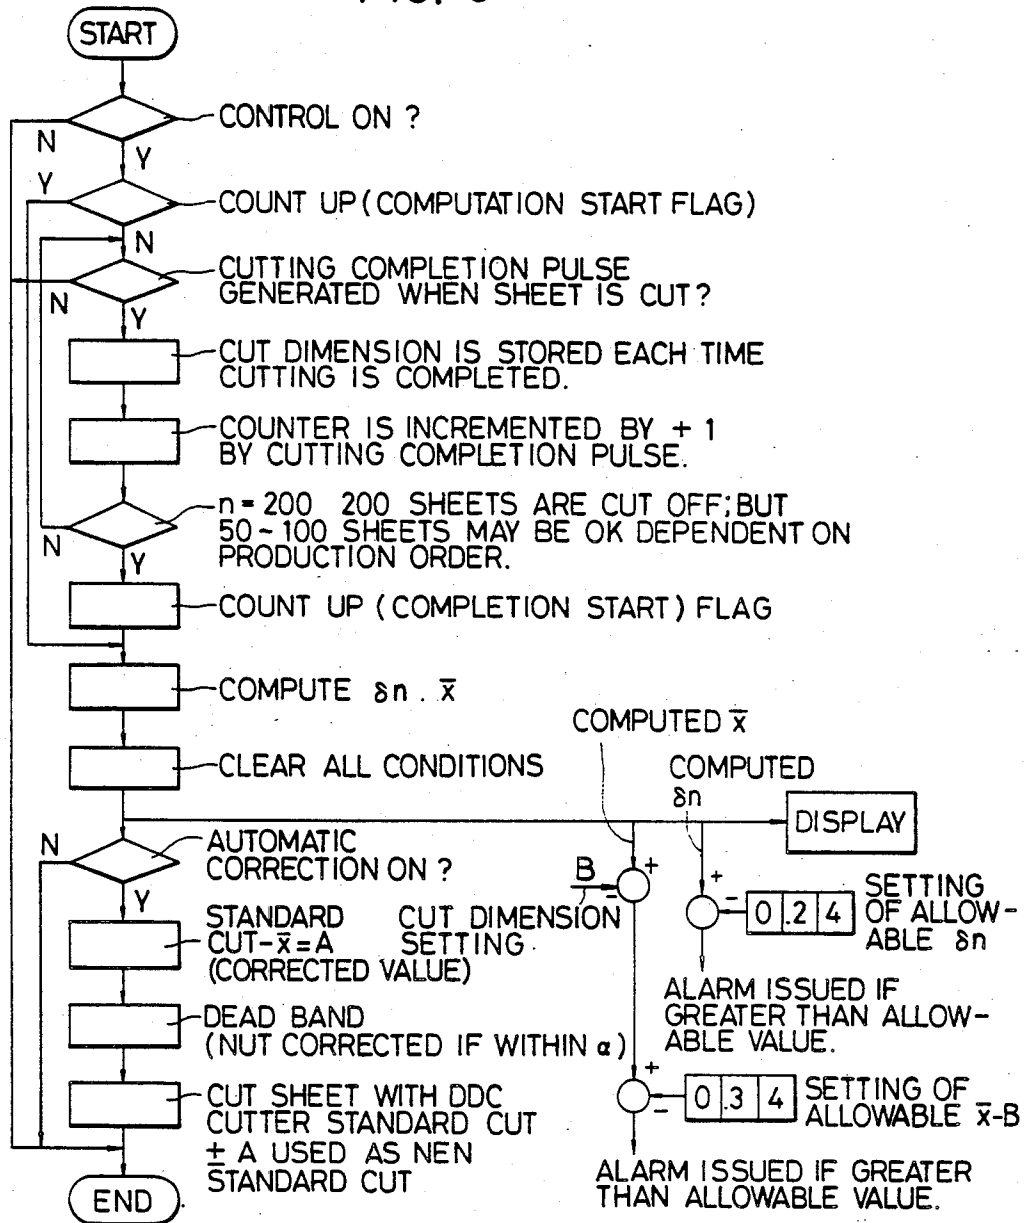 START
CONTROL ON ?
N
Y
Y
COUNT UP (COMPUTATION START FLAG)
N
CUTTING COMPLETION PULSE
GENERATED WHEN SHEET IS CUT?
N
Y
CUT DIMENSION IS STORED EACH TIME
CUTTING IS COMPLETED.
COUNTER IS INCREMENTED BY + 1
BY CUTTING COMPLETION PULSE.
n = 200 200 SHEETS ARE CUT OFF; BUT
50~100 SHEETS MAY BE OK DEPENDENT ON
PRODUCTION ORDER.
N
Y
COUNT UP (COMPLETION START) FLAG
COMPUTE δn . x̅
CLEAR ALL CONDITIONS
COMPUTED x̅
COMPUTED
δn
DISPLAY
N
AUTOMATIC
CORRECTION ON ?
Y
STANDARD
CUT-x̅=A
(CORRECTED VALUE)
B
CUT DIMENSION
SETTING
+
-
+
-
0 .2 4
SETTING
OF ALLOW-
ABLE δn
ALARM ISSUED IF
GREATER THAN ALLOW-
ABLE VALUE.
DEAD BAND
(NUT CORRECTED IF WITHIN α)
CUT SHEET WITH DDC
CUTTER STANDARD CUT
± A USED AS NEN
STANDARD CUT
+
-
0 .3 4
SETTING OF
ALLOWABLE x̅-B
ALARM ISSUED IF GREATER
THAN ALLOWABLE VALUE.
END